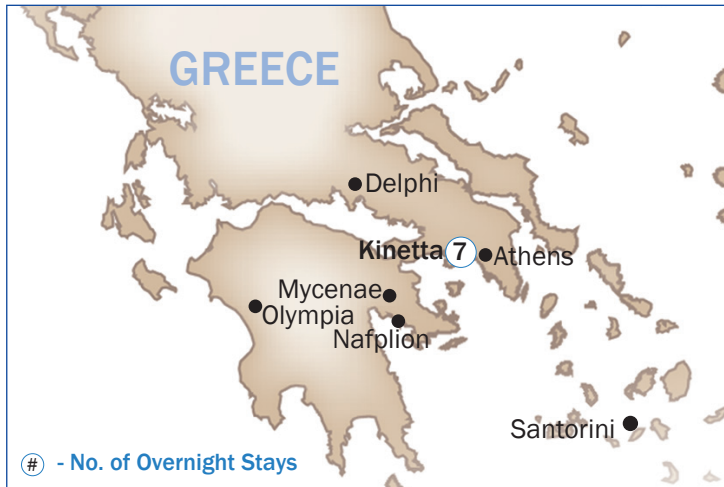 GREECE
Delphi
Kinetta 7
Athens
Mycenae
Olympia
Nafplion
Santorini
# - No. of Overnight Stays